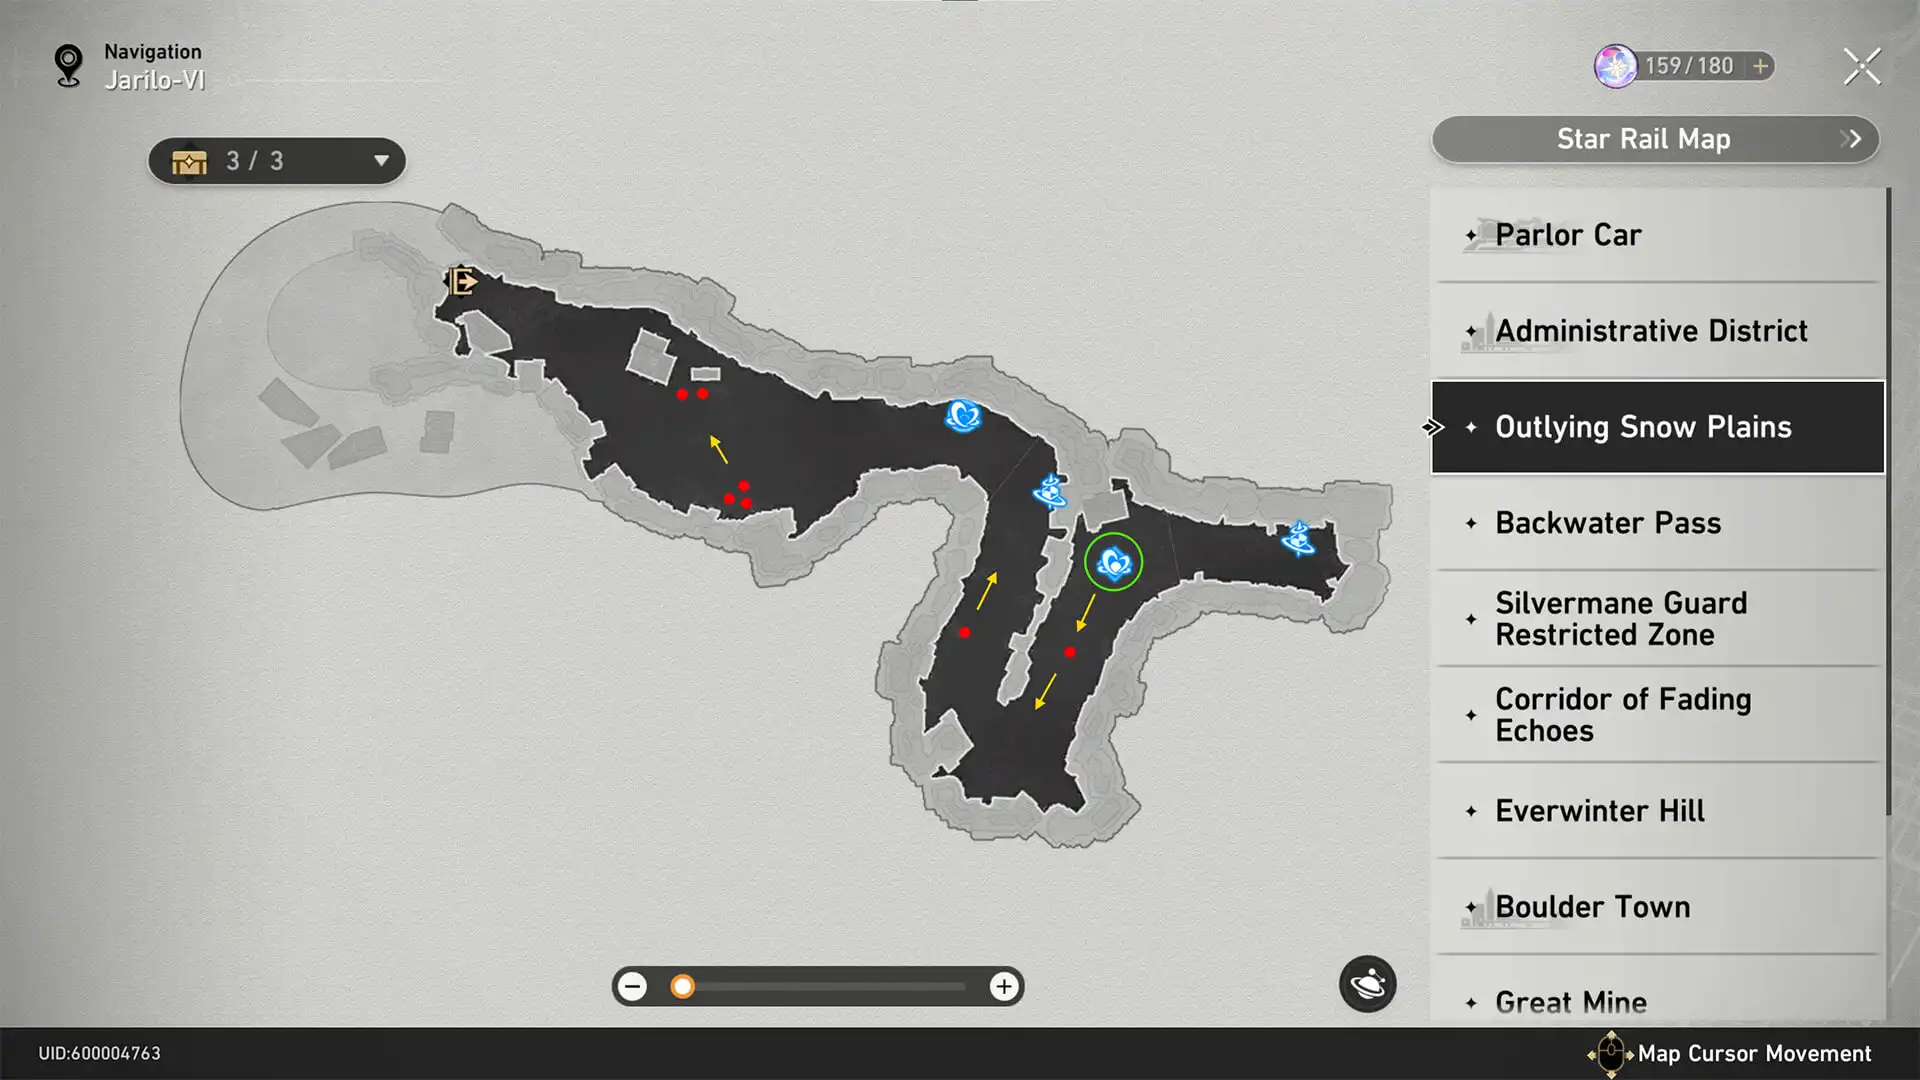 Navigation
Jarilo-VI
159/180
3 / 3
Star Rail Map
Parlor Car
Administrative District
Outlying Snow Plains
Backwater Pass
Silvermane Guard
Restricted Zone
Corridor of Fading
Echoes
Everwinter Hill
Boulder Town
Great Mine
UID:600004763
Map Cursor Movement